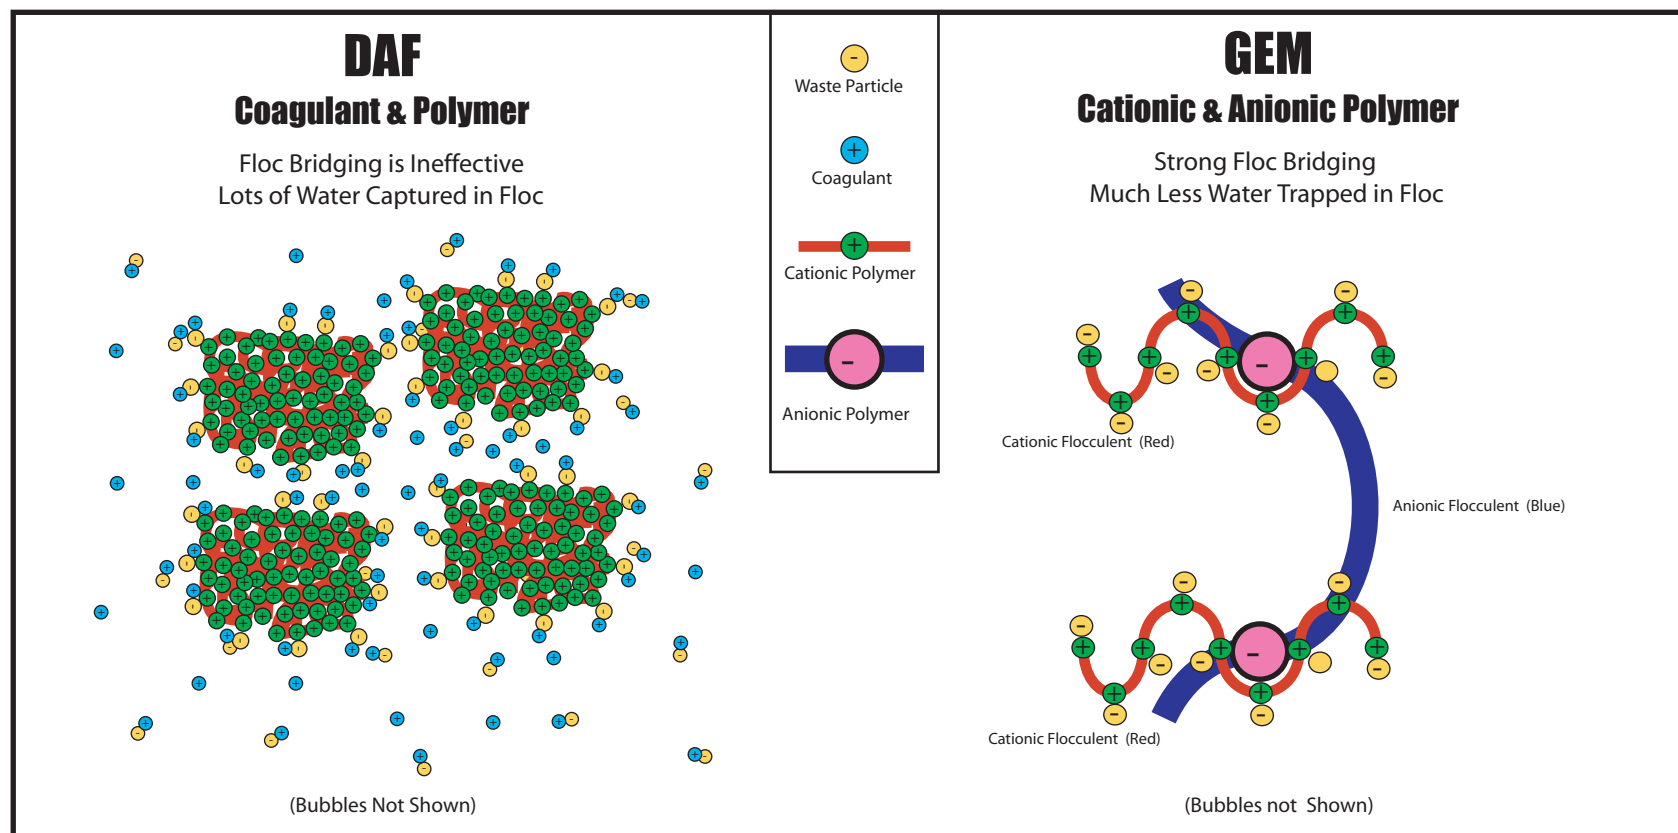 DAF
Coagulant & Polymer
Floc Bridging is Ineffective
Lots of Water Captured in Floc
(Bubbles Not Shown)
-
Waste Particle
+
Coagulant
+
Cationic Polymer
-
Anionic Polymer
GEM
Cationic & Anionic Polymer
Strong Floc Bridging
Much Less Water Trapped in Floc
Cationic Flocculent (Red)
Anionic Flocculent (Blue)
Cationic Flocculent (Red)
(Bubbles not Shown)